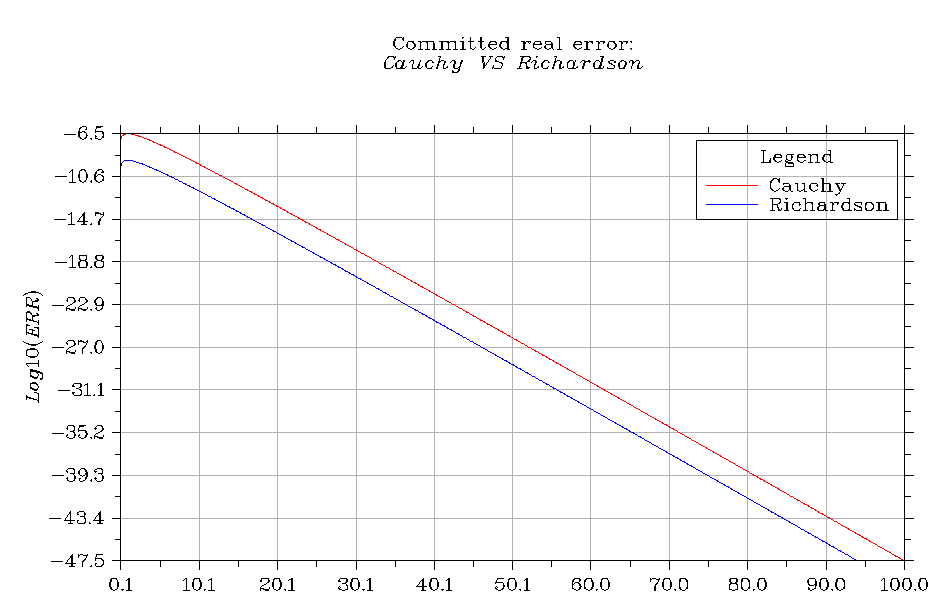 Committed real error:
Cauchy VS Richardson
Legend
Cauchy
Richardson
Log10(ERR)
-6.5
-10.6
-14.7
-18.8
-22.9
-27.0
-31.1
-35.2
-39.3
-43.4
-47.5
0.1 10.1 20.1 30.1 40.1 50.1 60.0 70.0 80.0 90.0 100.0